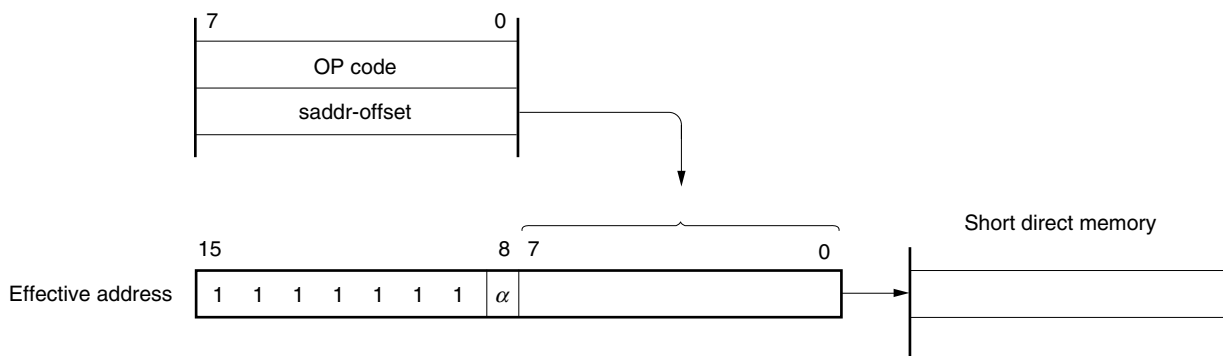 7 0
OP code
saddr-offset
Short direct memory
15 8 7 0
Effective address 1 1 1 1 1 1 1 α